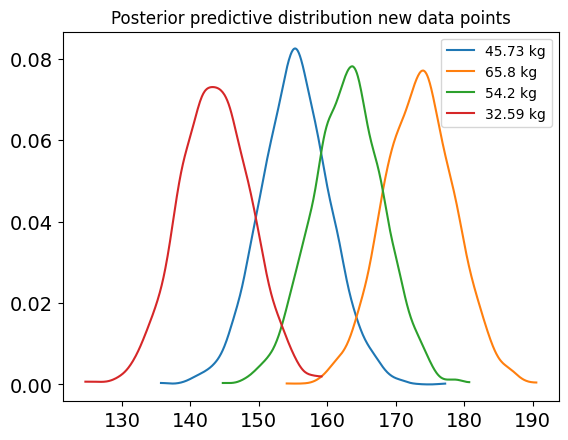 Posterior predictive distribution new data points
45.73 kg
65.8 kg
54.2 kg
32.59 kg
0.08
0.06
0.04
0.02
0.00
130 140 150 160 170 180 190